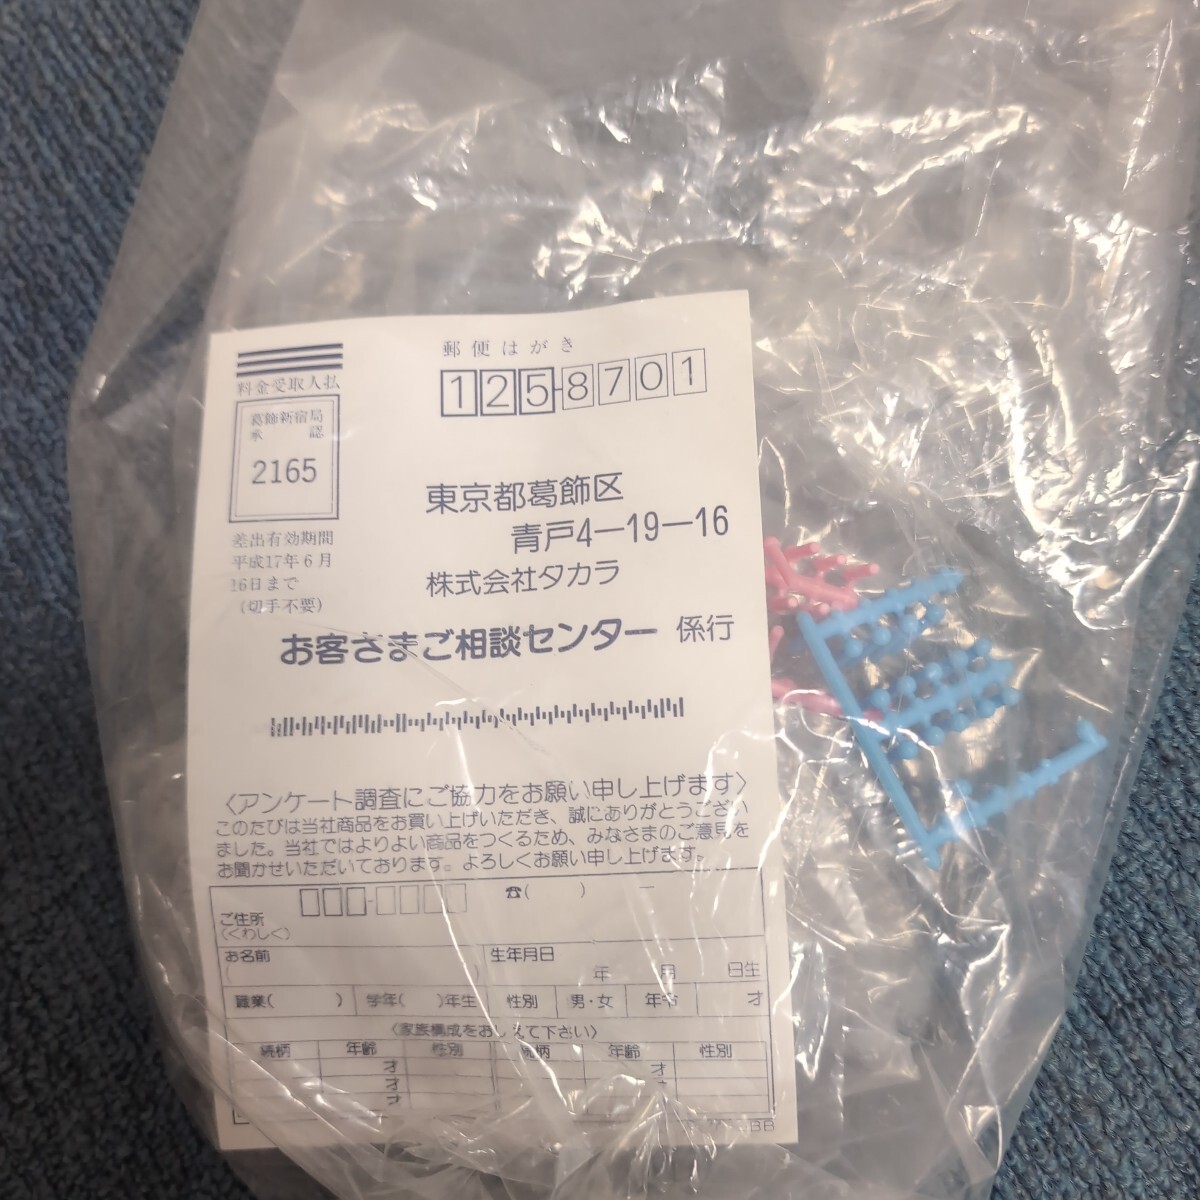 郵便はがき
125-8701
料金受取人払
葛飾新宿局
承認
2165
差出有効期間
平成17年6月
26日まで
(切手不要)
東京都葛飾区
青戸4-19-16
株式会社タカラ
お客さまご相談センター 係行
〈アンケート調査にご協力をお願い申し上げます〉
このたびは当社商品をお買い上げいただき、誠にありがとうござい
ました。当社ではよりよい商品をつくるため、みなさまのご意見を
お聞かせいただいております。よろしくお願い申し上げます。
☎( ) ー
ご住所
(くわしく)
お名前
( )
生年月日
年 月 日生
職業( ) 学年( )年生 性別 男・女 年令 才
〈家族構成をおしえて下さい〉
続柄 年齢 性別 続柄 年齢 性別
才 才
才
才